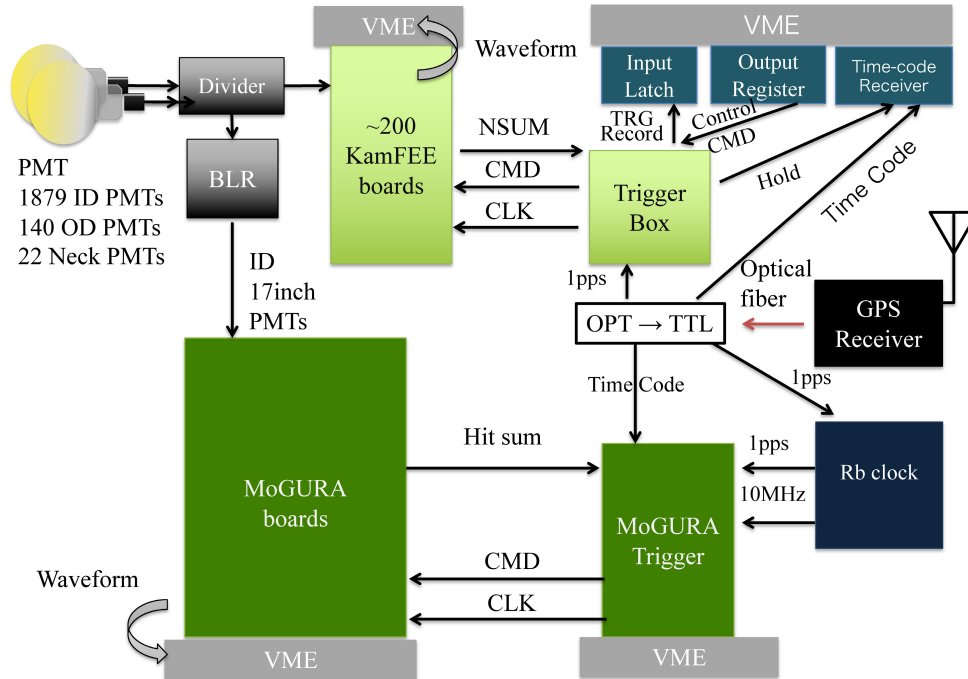 VME
Waveform
VME
Divider
Input
Latch
Output
Register
Time-code
Receiver
TRG
Record
Control
CMD
~200
KamFEE
boards
NSUM
CMD
CLK
Trigger
Box
Hold
Time Code
BLR
PMT
1879 ID PMTs
140 OD PMTs
22 Neck PMTs
ID
17inch
PMTs
1pps
Optical
fiber
OPT → TTL
GPS
Receiver
Time Code
1pps
MoGURA
boards
Hit sum
MoGURA
Trigger
1pps
10MHz
Rb clock
CMD
CLK
Waveform
VME
VME